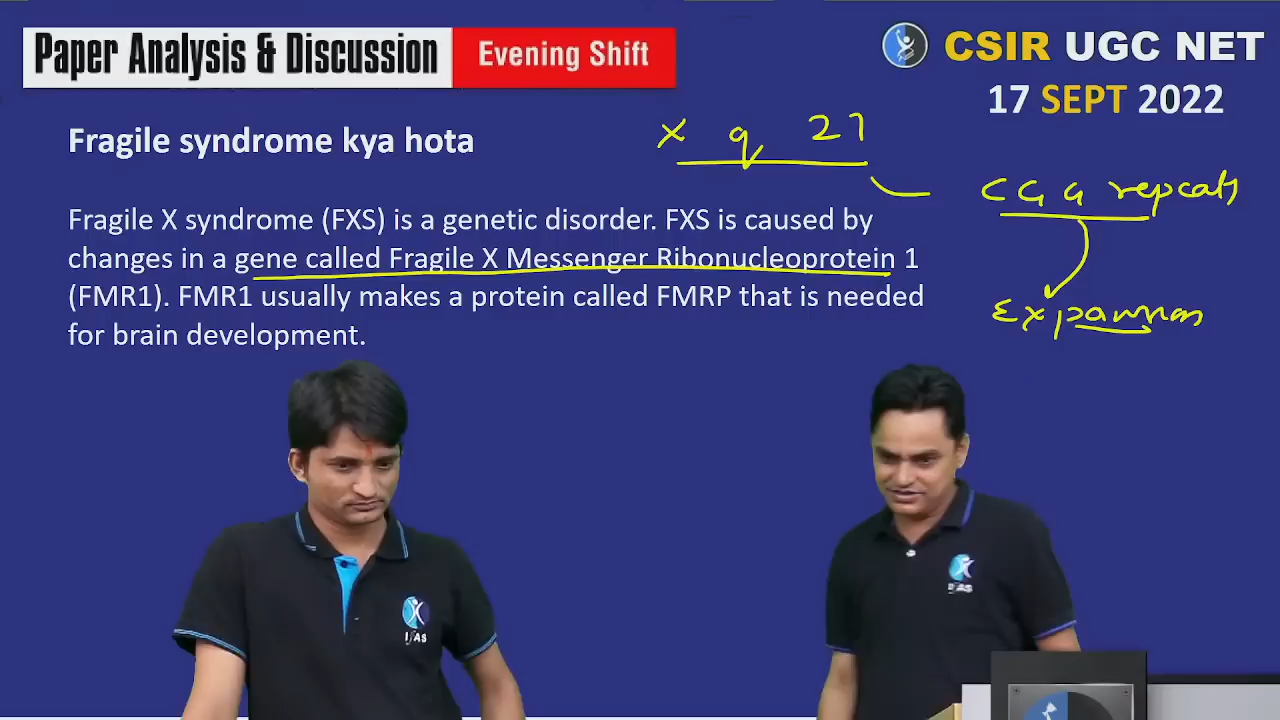 Paper Analysis & Discussion
Evening Shift
CSIR UGC NET
17 SEPT 2022
Fragile syndrome kya hota
X q 27
CGG repeats
Expansion
Fragile X syndrome (FXS) is a genetic disorder. FXS is caused by
changes in a gene called Fragile X Messenger Ribonucleoprotein 1
(FMR1). FMR1 usually makes a protein called FMRP that is needed
for brain development.
IFAS
IFAS